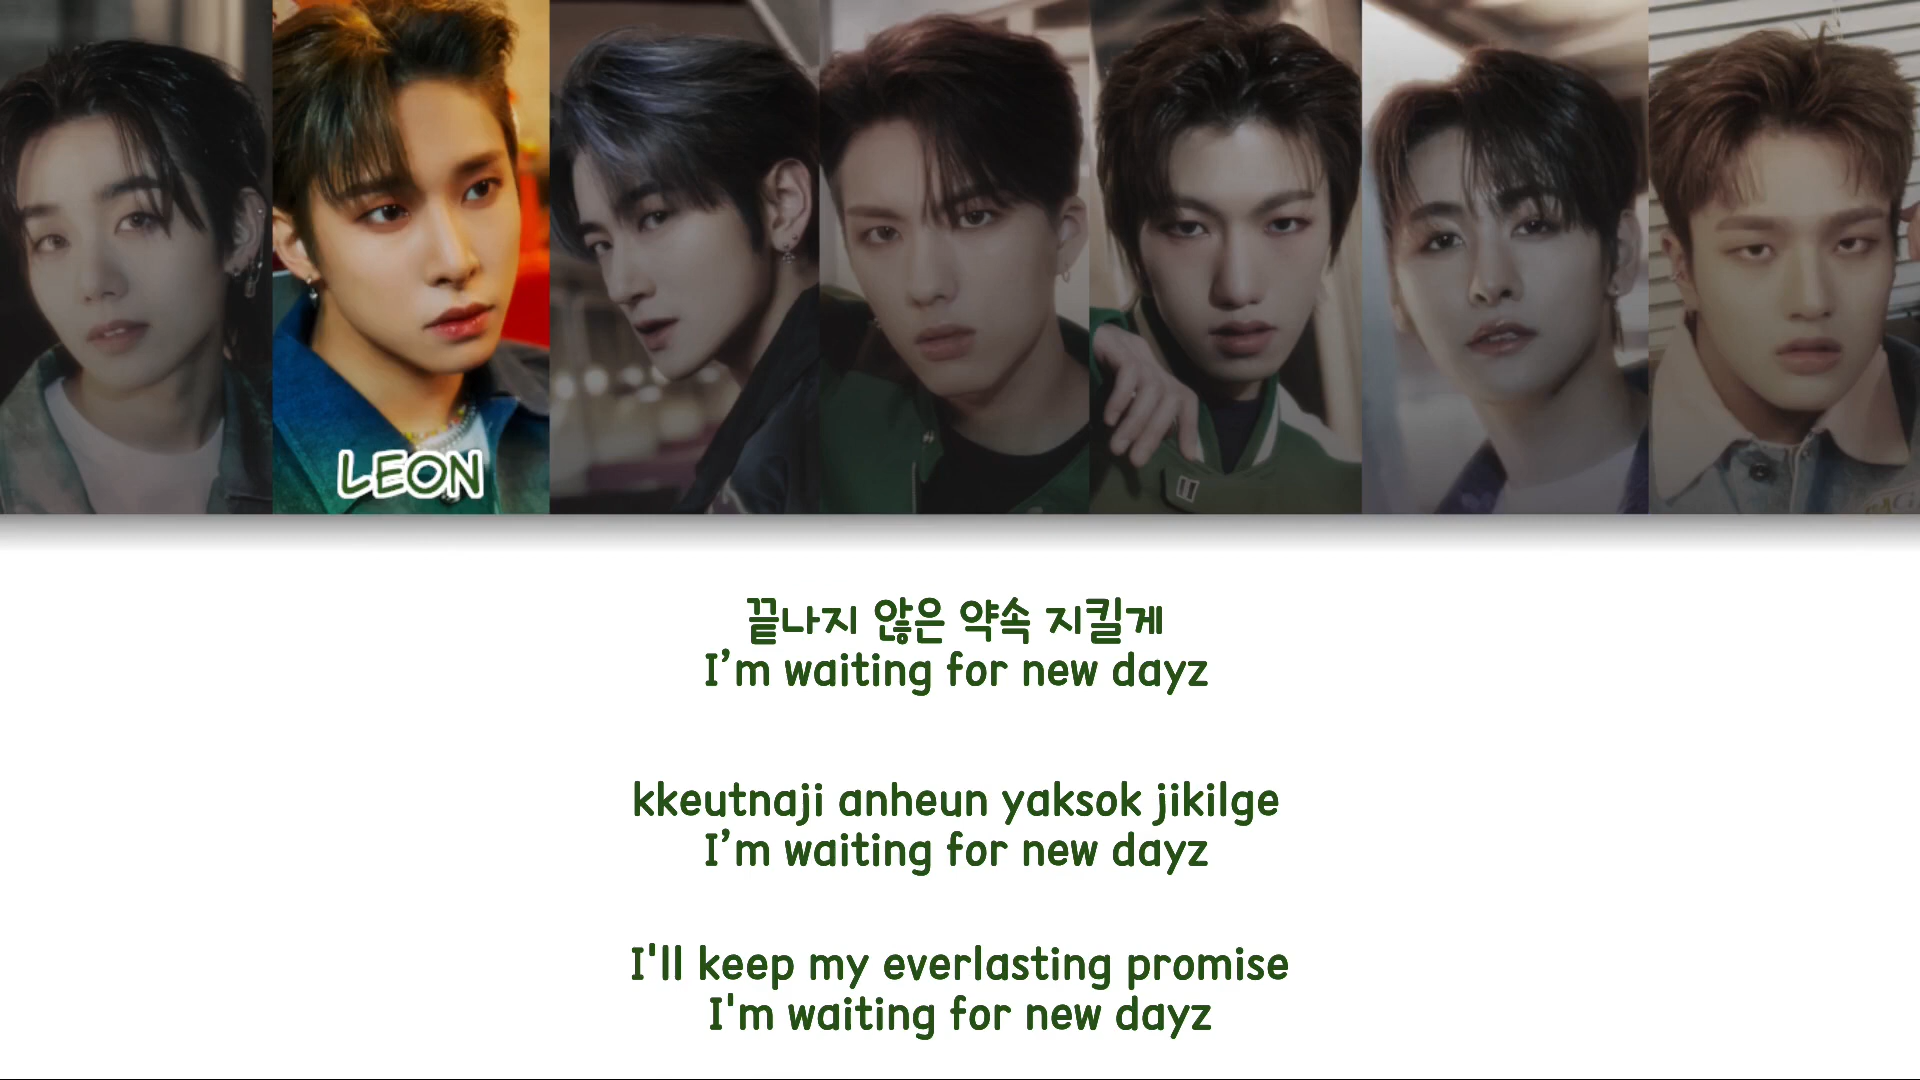 LEON
끝나지 않은 약속 지킬게
I’m waiting for new dayz
kkeutnaji anheun yaksok jikilge
I’m waiting for new dayz
I'll keep my everlasting promise
I'm waiting for new dayz